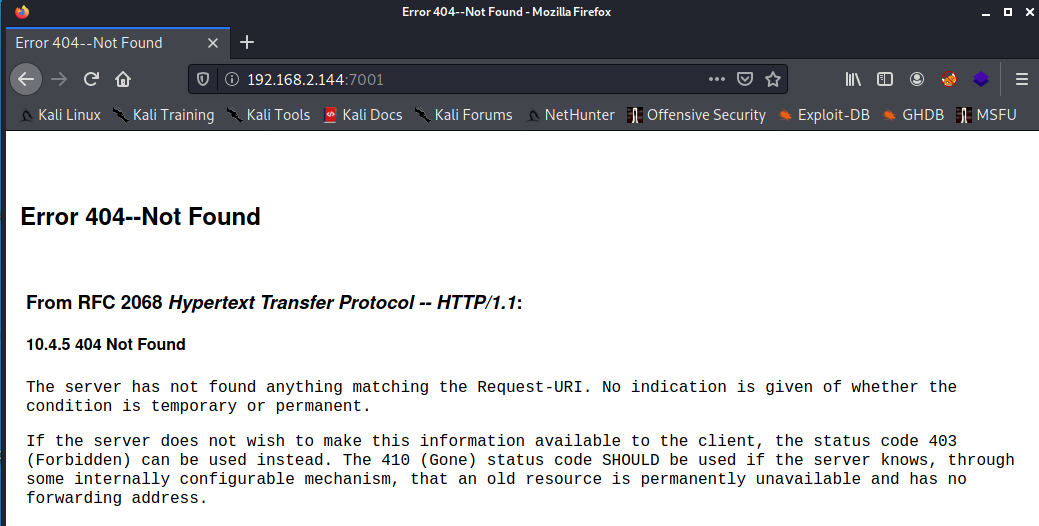 Error 404--Not Found - Mozilla Firefox
Error 404--Not Found
192.168.2.144:7001
Kali Linux Kali Training Kali Tools Kali Docs Kali Forums NetHunter Offensive Security Exploit-DB GHDB MSFU
Error 404--Not Found
From RFC 2068 Hypertext Transfer Protocol -- HTTP/1.1:
10.4.5 404 Not Found
The server has not found anything matching the Request-URI. No indication is given of whether the
condition is temporary or permanent.
If the server does not wish to make this information available to the client, the status code 403
(Forbidden) can be used instead. The 410 (Gone) status code SHOULD be used if the server knows, through
some internally configurable mechanism, that an old resource is permanently unavailable and has no
forwarding address.